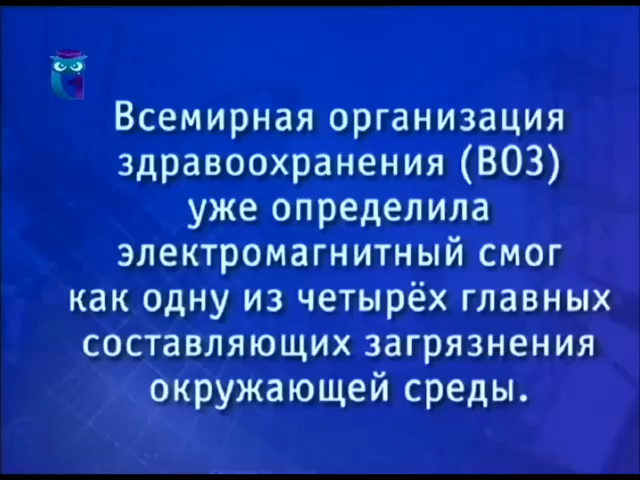 Всемирная организация
здравоохранения (ВОЗ)
уже определила
электромагнитный смог
как одну из четырёх главных
составляющих загрязнения
окружающей среды.